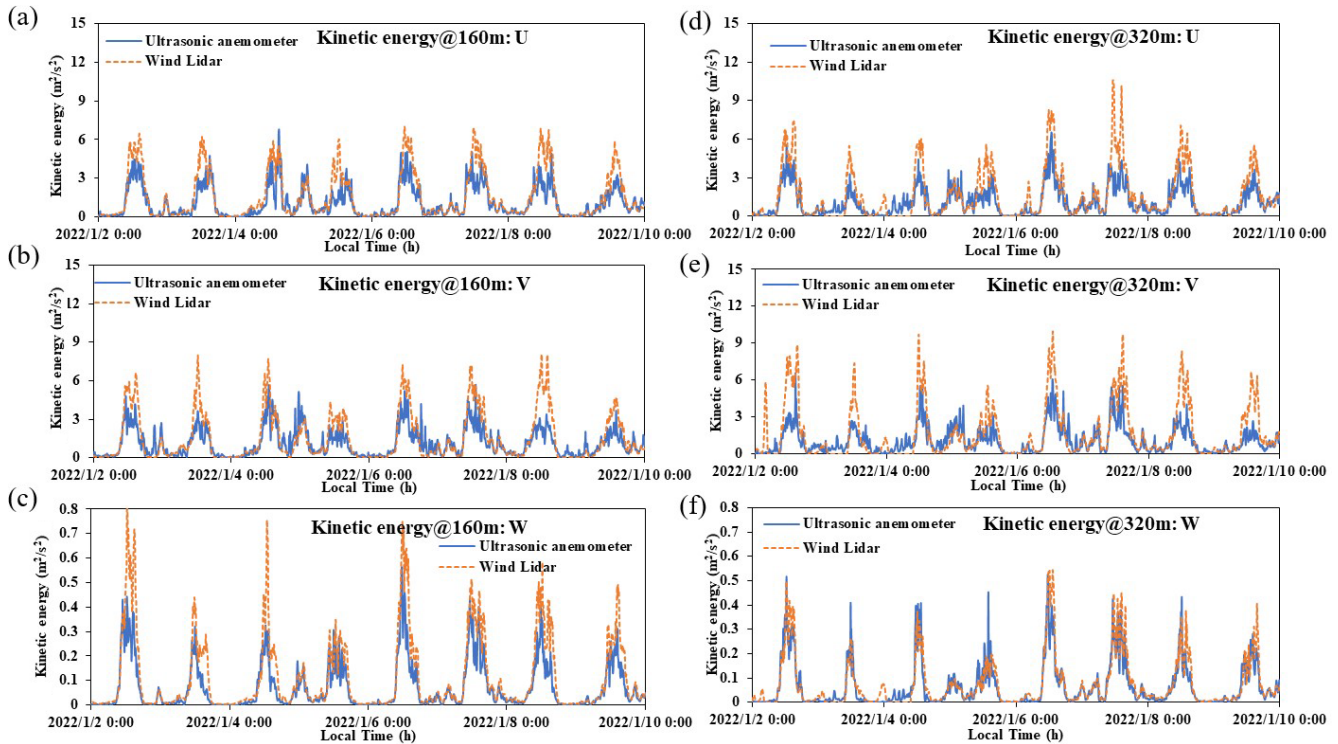 (a)
15
12
9
6
3
0
Kinetic energy (m²/s²)
Kinetic energy@160m: U
Ultrasonic anemometer
Wind Lidar
2022/1/2 0:00 2022/1/4 0:00 2022/1/6 0:00 2022/1/8 0:00 2022/1/10 0:00
Local Time (h)
(b)
15
12
9
6
3
0
Kinetic energy (m²/s²)
Kinetic energy@160m: V
Ultrasonic anemometer
Wind Lidar
2022/1/2 0:00 2022/1/4 0:00 2022/1/6 0:00 2022/1/8 0:00 2022/1/10 0:00
Local Time (h)
(c)
0.8
0.7
0.6
0.5
0.4
0.3
0.2
0.1
0
Kinetic energy (m²/s²)
Kinetic energy@160m: W
Ultrasonic anemometer
Wind Lidar
2022/1/2 0:00 2022/1/4 0:00 2022/1/6 0:00 2022/1/8 0:00 2022/1/10 0:00
Local Time (h)
(d)
15
12
9
6
3
0
Kinetic energy (m²/s²)
Kinetic energy@320m: U
Ultrasonic anemometer
Wind Lidar
2022/1/2 0:00 2022/1/4 0:00 2022/1/6 0:00 2022/1/8 0:00 2022/1/10 0:00
Local Time (h)
(e)
15
12
9
6
3
0
Kinetic energy (m²/s²)
Kinetic energy@320m: V
Ultrasonic anemometer
Wind Lidar
2022/1/2 0:00 2022/1/4 0:00 2022/1/6 0:00 2022/1/8 0:00 2022/1/10 0:00
Local Time (h)
(f)
0.8
0.7
0.6
0.5
0.4
0.3
0.2
0.1
0
Kinetic energy (m²/s²)
Kinetic energy@320m: W
Ultrasonic anemometer
Wind Lidar
2022/1/2 0:00 2022/1/4 0:00 2022/1/6 0:00 2022/1/8 0:00 2022/1/10 0:00
Local Time (h)